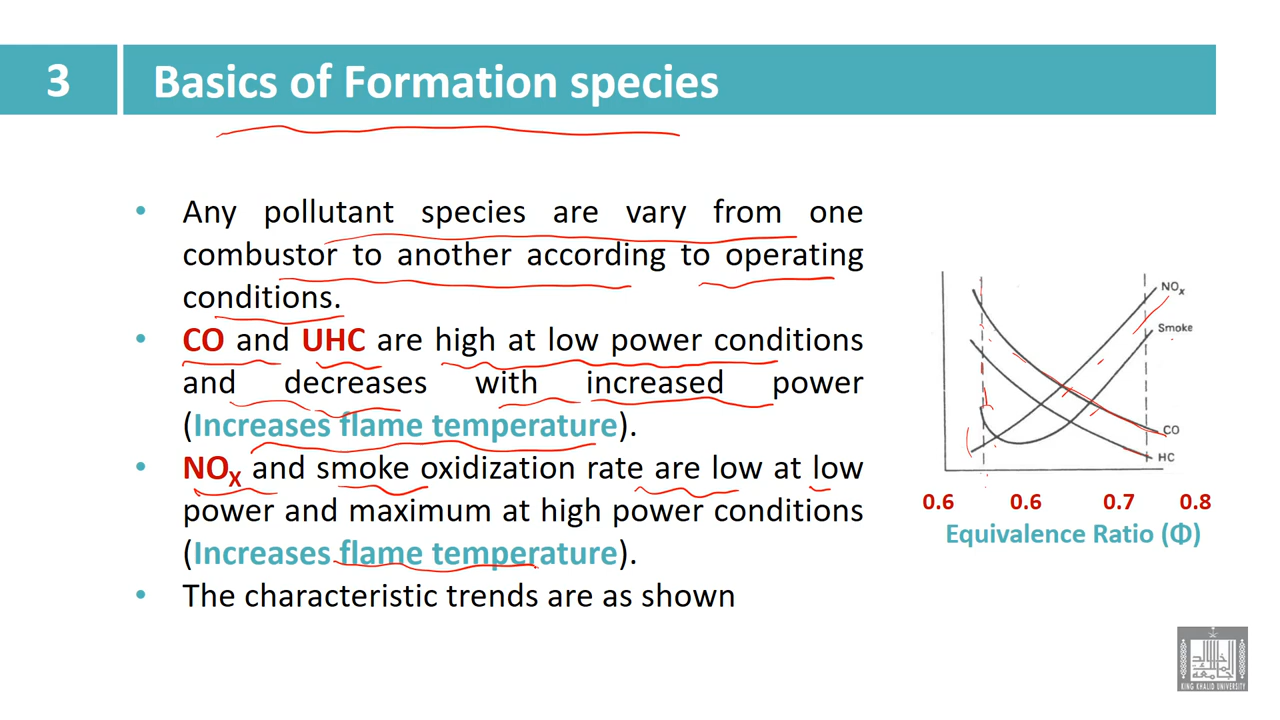 3
Basics of Formation species
• Any pollutant species are vary from one
combustor to another according to operating
conditions.
• CO and UHC are high at low power conditions
and decreases with increased power
(Increases flame temperature).
• NOX and smoke oxidization rate are low at low
power and maximum at high power conditions
(Increases flame temperature).
• The characteristic trends are as shown
NOx
Smoke
CO
HC
0.6 0.6 0.7 0.8
Equivalence Ratio (Φ)
KING KHALID UNIVERSITY